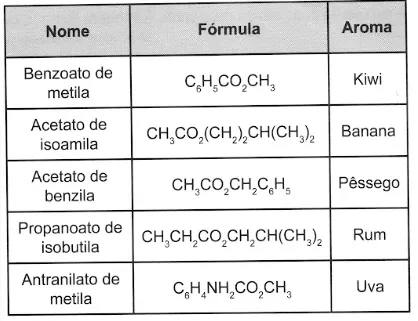 Nome Fórmula Aroma
Benzoato de
metila
C₆H₅CO₂CH₃
Kiwi
Acetato de
isoamila
CH₃CO₂(CH₂)₂CH(CH₃)₂
Banana
Acetato de
benzila
CH₃CO₂CH₂C₆H₅
Pêssego
Propanoato de
isobutila
CH₃CH₂CO₂CH₂CH(CH₃)₂
Rum
Antranilato de
metila
C₆H₄NH₂CO₂CH₃
Uva